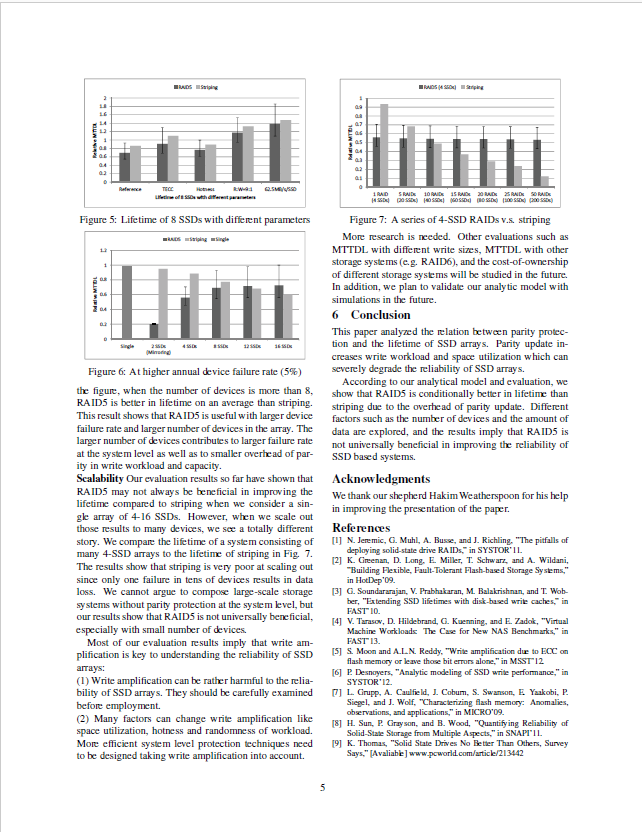 RAID5 Striping
2
1.8
1.6
1.4
1.2
1
0.8
0.6
0.4
0.2
0
Relative MTTDL
Reference TECC Hotness R:W=9:1 62.5MB/s/SSD
Lifetime of 8 SSDs with different parameters
Figure 5: Lifetime of 8 SSDs with different parameters
RAID5 Striping Single
1.2
1
0.8
0.6
0.4
0.2
0
Relative MTTDL
Single 2 SSDs 4 SSDs 8 SSDs 12 SSDs 16 SSDs
(Mirroring)
Figure 6: At higher annual device failure rate (5%)
the figure, when the number of devices is more than 8,
RAID5 is better in lifetime on an average than striping.
This result shows that RAID5 is useful with larger device
failure rate and larger number of devices in the array. The
larger number of devices contributes to larger failure rate
at the system level as well as to smaller overhead of par-
ity in write workload and capacity.
Scalability Our evaluation results so far have shown that
RAID5 may not always be beneficial in improving the
lifetime compared to striping when we consider a sin-
gle array of 4-16 SSDs. However, when we scale out
those results to many devices, we see a totally different
story. We compare the lifetime of a system consisting of
many 4-SSD arrays to the lifetime of striping in Fig. 7.
The results show that striping is very poor at scaling out
since only one failure in tens of devices results in data
loss. We cannot argue to compose large-scale storage
systems without parity protection at the system level, but
our results show that RAID5 is not universally beneficial,
especially with small number of devices.
Most of our evaluation results imply that write am-
plification is key to understanding the reliability of SSD
arrays:
(1) Write amplification can be rather harmful to the relia-
bility of SSD arrays. They should be carefully examined
before employment.
(2) Many factors can change write amplification like
space utilization, hotness and randomness of workload.
More efficient system level protection techniques need
to be designed taking write amplification into account.
RAID5 (4 SSDs) Striping
1
0.9
0.8
0.7
0.6
0.5
0.4
0.3
0.2
0.1
0
Relative MTTDL
1 RAID 5 RAID 10 RAID 15 RAID 20 RAID 25 RAID 50 RAID
(4 SSDs) (20 SSDs) (40 SSDs) (60 SSDs) (80 SSDs) (100 SSDs) (200 SSDs)
Figure 7: A series of 4-SSD RAIDs v.s. striping
More research is needed. Other evaluations such as
MTTDL with different write sizes, MTTDL with other
storage systems (e.g. RAID6), and the cost-of-ownership
of different storage systems will be studied in the future.
In addition, we plan to validate our analytic model with
simulations in the future.
6 Conclusion
This paper analyzed the relation between parity protec-
tion and the lifetime of SSD arrays. Parity update in-
creases write workload and space utilization which can
severely degrade the reliability of SSD arrays.
According to our analytical model and evaluation, we
show that RAID5 is conditionally better in lifetime than
striping due to the overhead of parity update. Different
factors such as the number of devices and the amount of
data are explored, and the results imply that RAID5 is
not universally beneficial in improving the reliability of
SSD based systems.
Acknowledgments
We thank our shepherd Hakim Weatherspoon for his help
in improving the presentation of the paper.
References
[1] N. Jeremic, G. Muhl, A. Busse, and J. Richling, "The pitfalls of
deploying solid-state drive RAIDs," in SYSTOR'11.
[2] K. Greenan, D. Long, E. Miller, T. Schwarz, and A. Wildani,
"Building Flexible, Fault-Tolerant Flash-based Storage Systems,"
in HotDep'09.
[3] G. Soundararajan, V. Prabhakaran, M. Balakrishnan, and T. Wob-
ber, "Extending SSD lifetimes with disk-based write caches," in
FAST'10.
[4] V. Tarasov, D. Hildebrand, G. Kuenning, and E. Zadok, "Virtual
Machine Workloads: The Case for New NAS Benchmarks," in
FAST'13.
[5] S. Moon and A.L.N. Reddy, "Write amplification due to ECC on
flash memory or leave those bit errors alone," in MSST'12
[6] P. Desnoyers, "Analytic modeling of SSD write performance," in
SYSTOR'12.
[7] L. Grupp, A. Caulfield, J. Coburn, S. Swanson, E. Yaakobi, P.
Siegel, and J. Wolf, "Characterizing flash memory: Anomalies,
observations, and applications," in MICRO'09.
[8] H. Sun, P. Grayson, and B. Wood, "Quantifying Reliability of
Solid-State Storage from Multiple Aspects," in SNAPI'11.
[9] K. Thomas, "Solid State Drives No Better Than Others, Survey
Says," [Avaliable] www.pcworld.com/article/213442
5